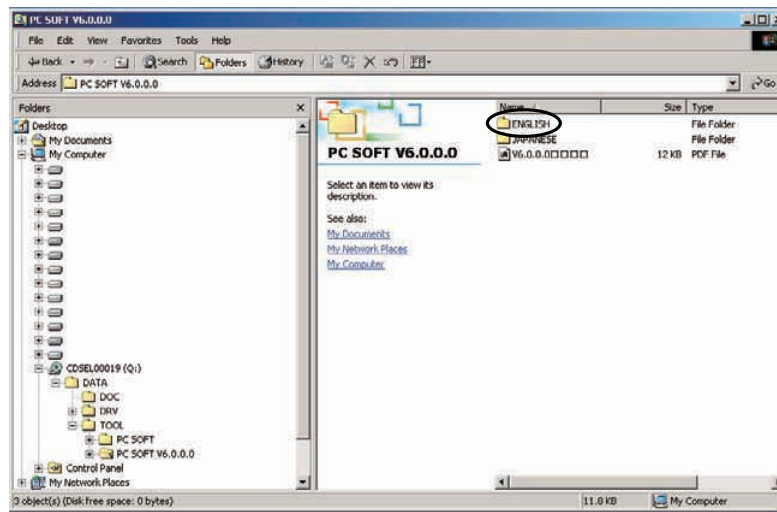 PC SOFT V6.0.0.0
File Edit View Favorites Tools Help
Back Search Folders History
Address PC SOFT V6.0.0.0 Go
Folders
Desktop
My Documents
My Computer
CDSEL00019 (Q:)
DATA
DOC
DRV
TOOL
PC SOFT
PC SOFT V6.0.0.0
Control Panel
My Network Places
PC SOFT V6.0.0.0
Select an item to view its
description.
See also:
My Documents
My Network Places
My Computer
Name Size Type
ENGLISH File Folder
JAPANESE File Folder
V6.0.0.0□□□□ 12 KB PDF File
3 object(s) (Disk free space: 0 bytes) 11.0 KB My Computer